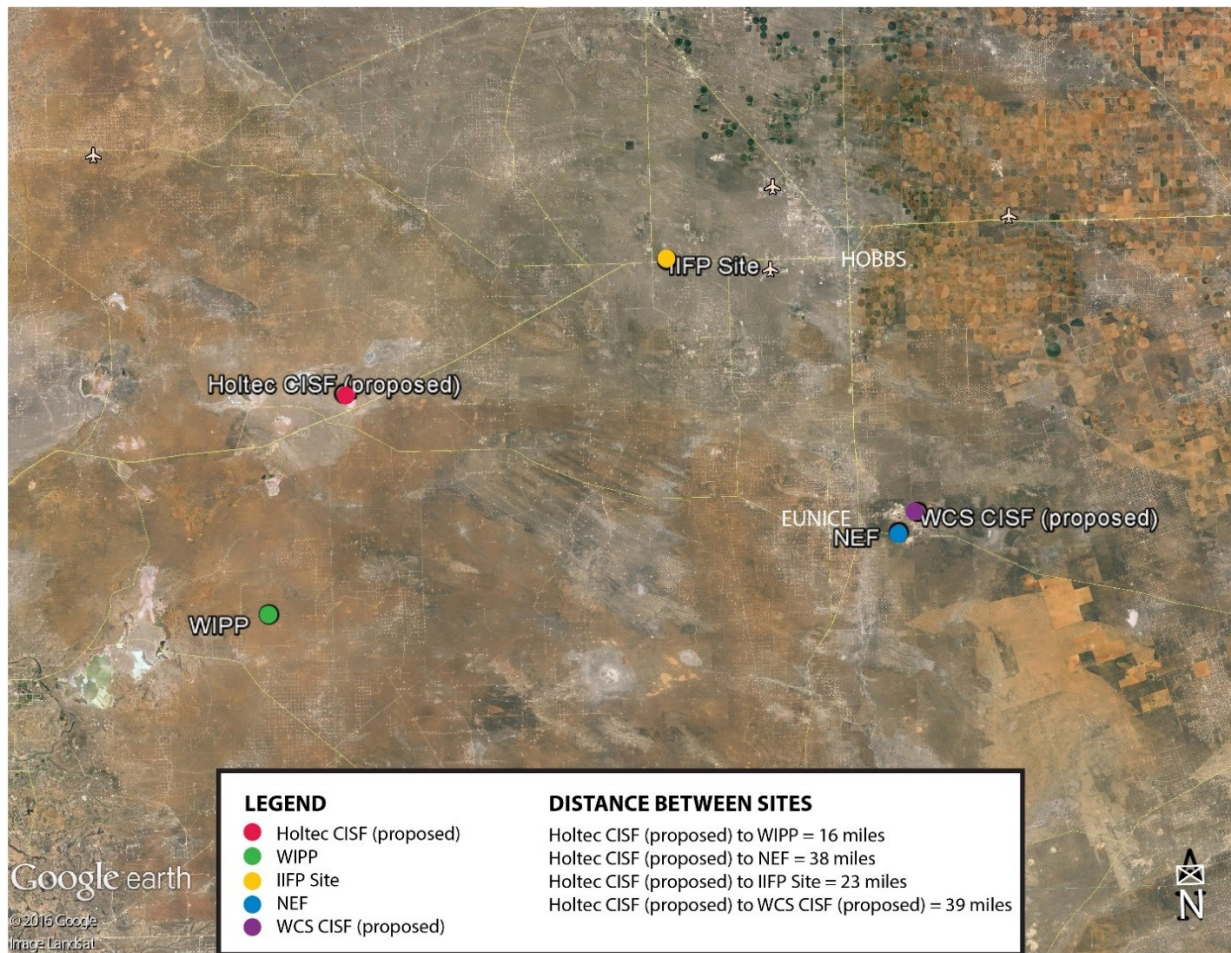 IIFP Site
HOBBS
Holtec CISF (proposed)
EUNICE
WCS CISF (proposed)
NEF
WIPP
LEGEND
Holtec CISF (proposed)
WIPP
IIFP Site
NEF
WCS CISF (proposed)
DISTANCE BETWEEN SITES
Holtec CISF (proposed) to WIPP = 16 miles
Holtec CISF (proposed) to NEF = 38 miles
Holtec CISF (proposed) to IIFP Site = 23 miles
Holtec CISF (proposed) to WCS CISF (proposed) = 39 miles
Google earth
© 2016 Google
Image Landsat
N